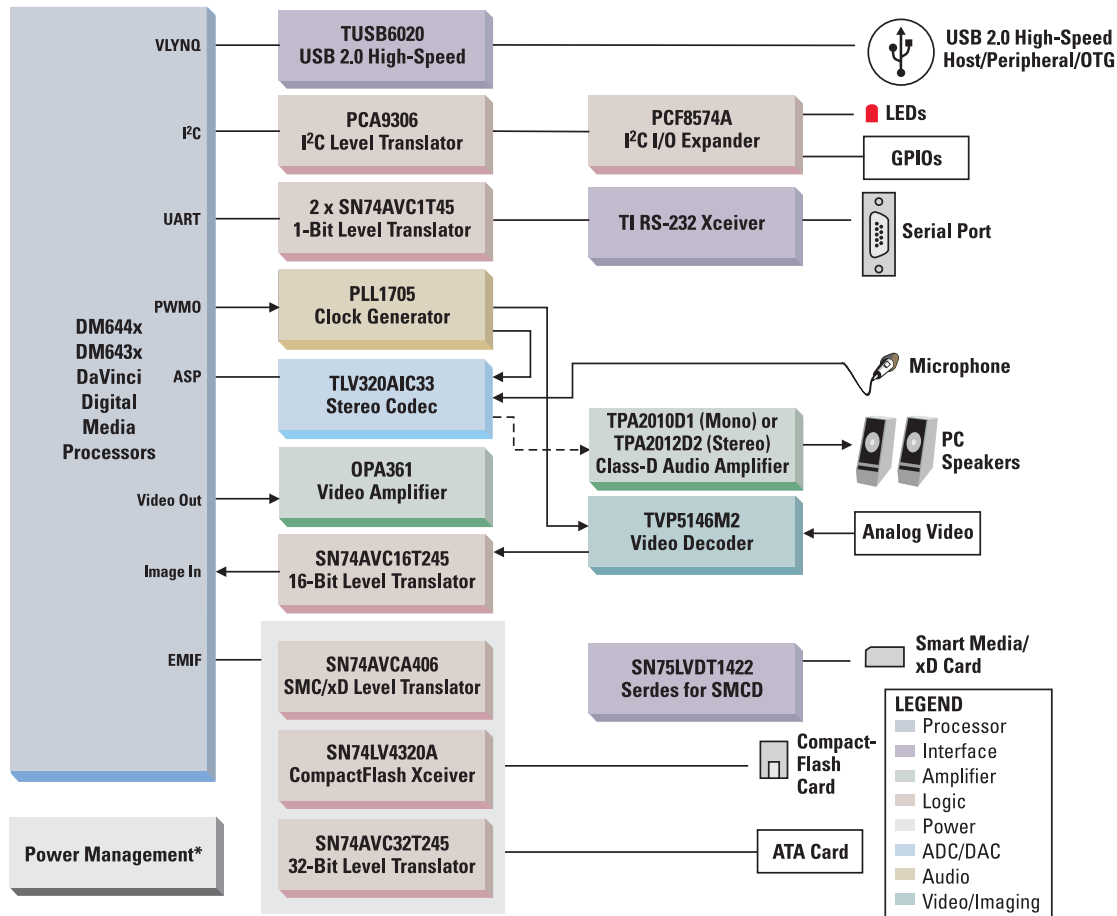 VLYNQ
TUSB6020
USB 2.0 High-Speed
USB 2.0 High-Speed
Host/Peripheral/OTG
I²C
PCA9306
I²C Level Translator
PCF8574A
I²C I/O Expander
LEDs
GPIOs
UART
2 x SN74AVC1T45
1-Bit Level Translator
TI RS-232 Xceiver
Serial Port
PWMO
PLL1705
Clock Generator
DM644x
DM643x
DaVinci
Digital
Media
Processors
ASP
TLV320AIC33
Stereo Codec
Microphone
TPA2010D1 (Mono) or
TPA2012D2 (Stereo)
Class-D Audio Amplifier
PC
Speakers
Video Out
OPA361
Video Amplifier
TVP5146M2
Video Decoder
Analog Video
Image In
SN74AVC16T245
16-Bit Level Translator
EMIF
SN74AVCA406
SMC/xD Level Translator
SN75LVDT1422
Serdes for SMCD
Smart Media/
xD Card
SN74LV4320A
CompactFlash Xceiver
Compact-
Flash
Card
SN74AVC32T245
32-Bit Level Translator
ATA Card
Power Management*
LEGEND
Processor
Interface
Amplifier
Logic
Power
ADC/DAC
Audio
Video/Imaging